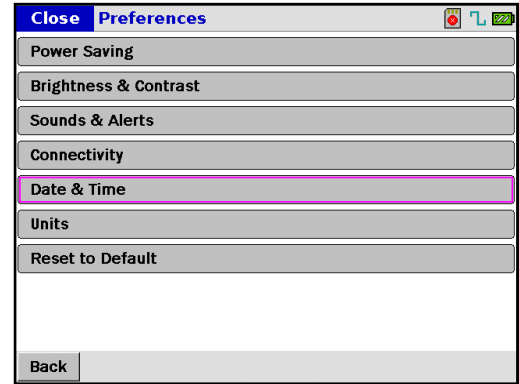 Close Preferences
Power Saving
Brightness & Contrast
Sounds & Alerts
Connectivity
Date & Time
Units
Reset to Default
Back